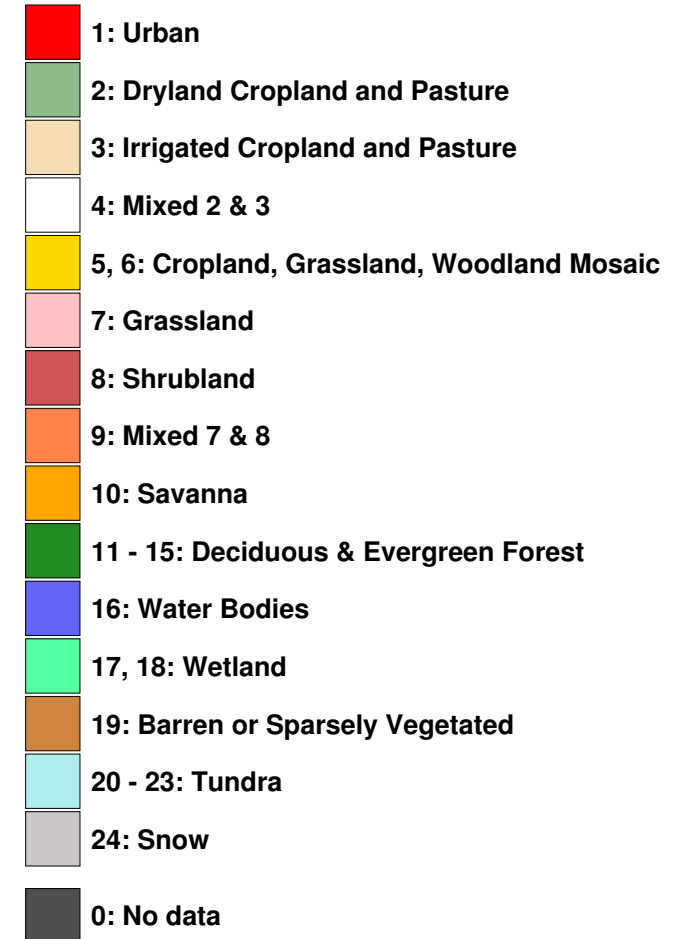 1: Urban
2: Dryland Cropland and Pasture
3: Irrigated Cropland and Pasture
4: Mixed 2 & 3
5, 6: Cropland, Grassland, Woodland Mosaic
7: Grassland
8: Shrubland
9: Mixed 7 & 8
10: Savanna
11 - 15: Deciduous & Evergreen Forest
16: Water Bodies
17, 18: Wetland
19: Barren or Sparsely Vegetated
20 - 23: Tundra
24: Snow
0: No data